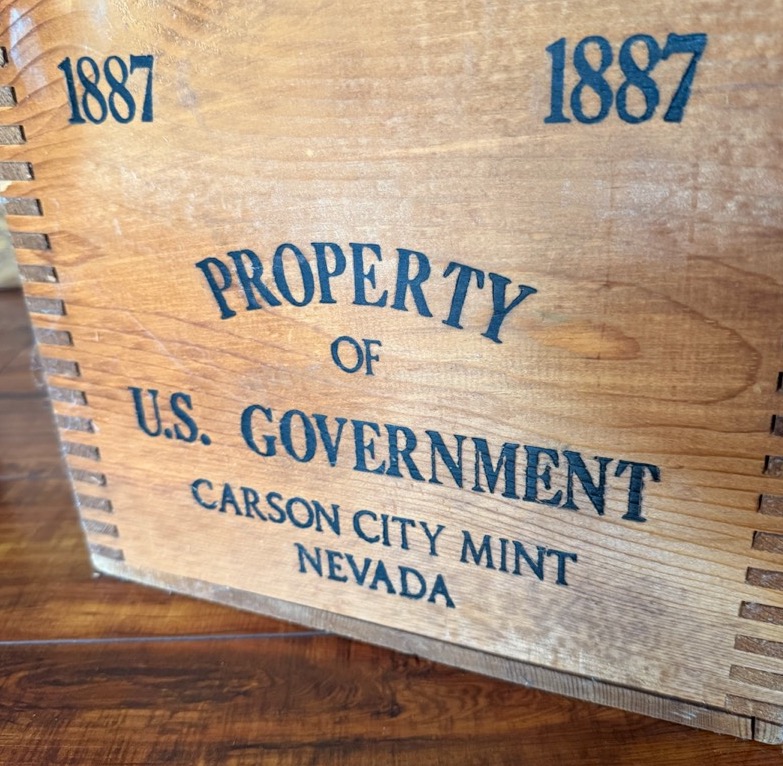 1887 1887
PROPERTY
OF
U.S. GOVERNMENT
CARSON CITY MINT
NEVADA